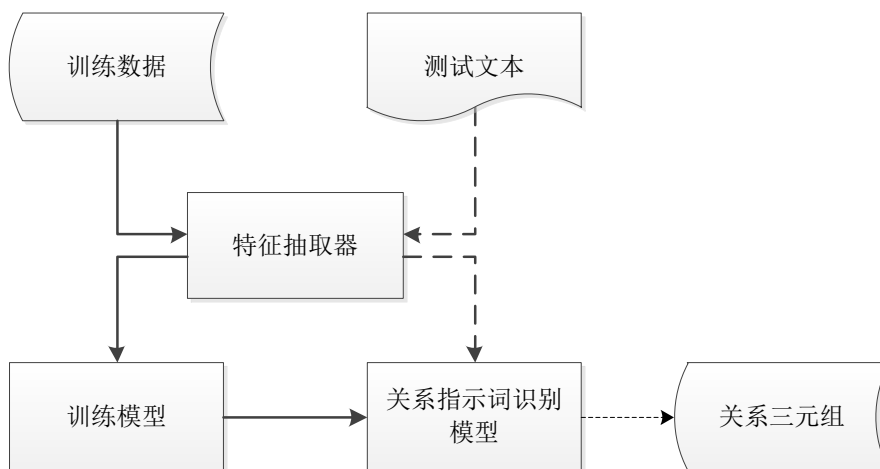 训练数据
测试文本
特征抽取器
训练模型
关系指示词识别
模型
关系三元组